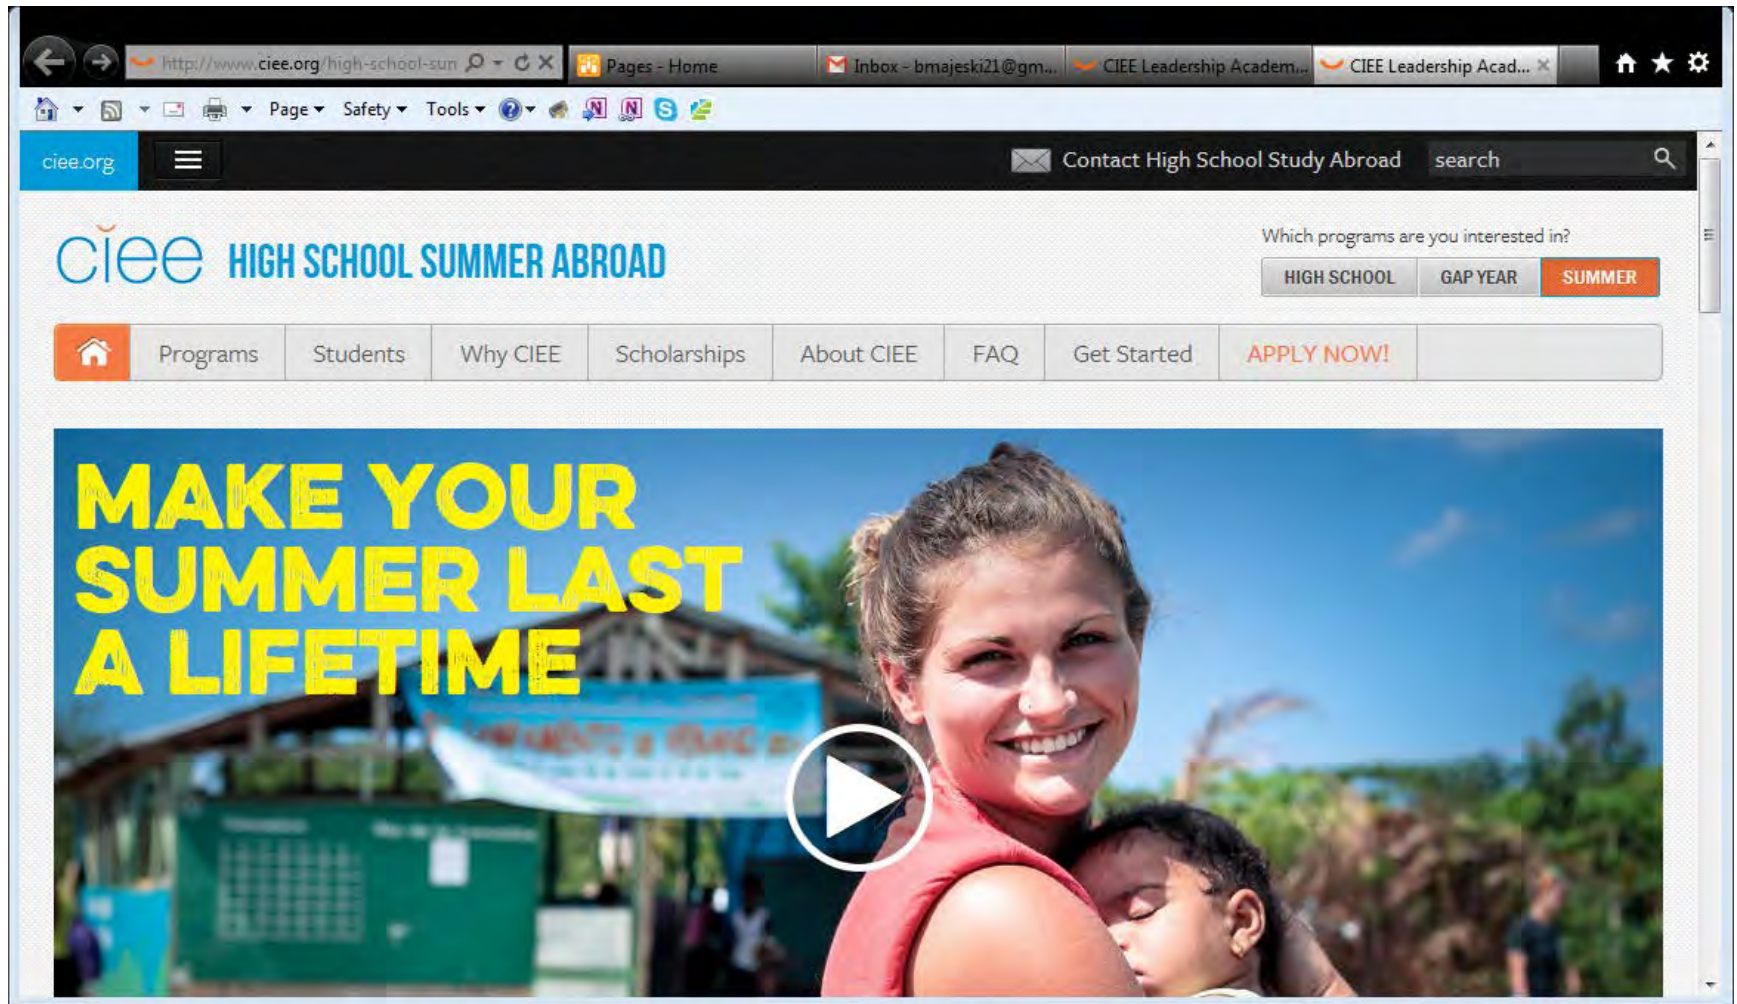 http://www.ciee.org/high-school-sun
Pages - Home
Inbox - bmajeski21@gm...
CIEE Leadership Academ...
CIEE Leadership Acad...
Page
Safety
Tools
ciee.org
Contact High School Study Abroad
search
ciee HIGH SCHOOL SUMMER ABROAD
Which programs are you interested in?
HIGH SCHOOL
GAP YEAR
SUMMER
Programs
Students
Why CIEE
Scholarships
About CIEE
FAQ
Get Started
APPLY NOW!
MAKE YOUR
SUMMER LAST
A LIFETIME